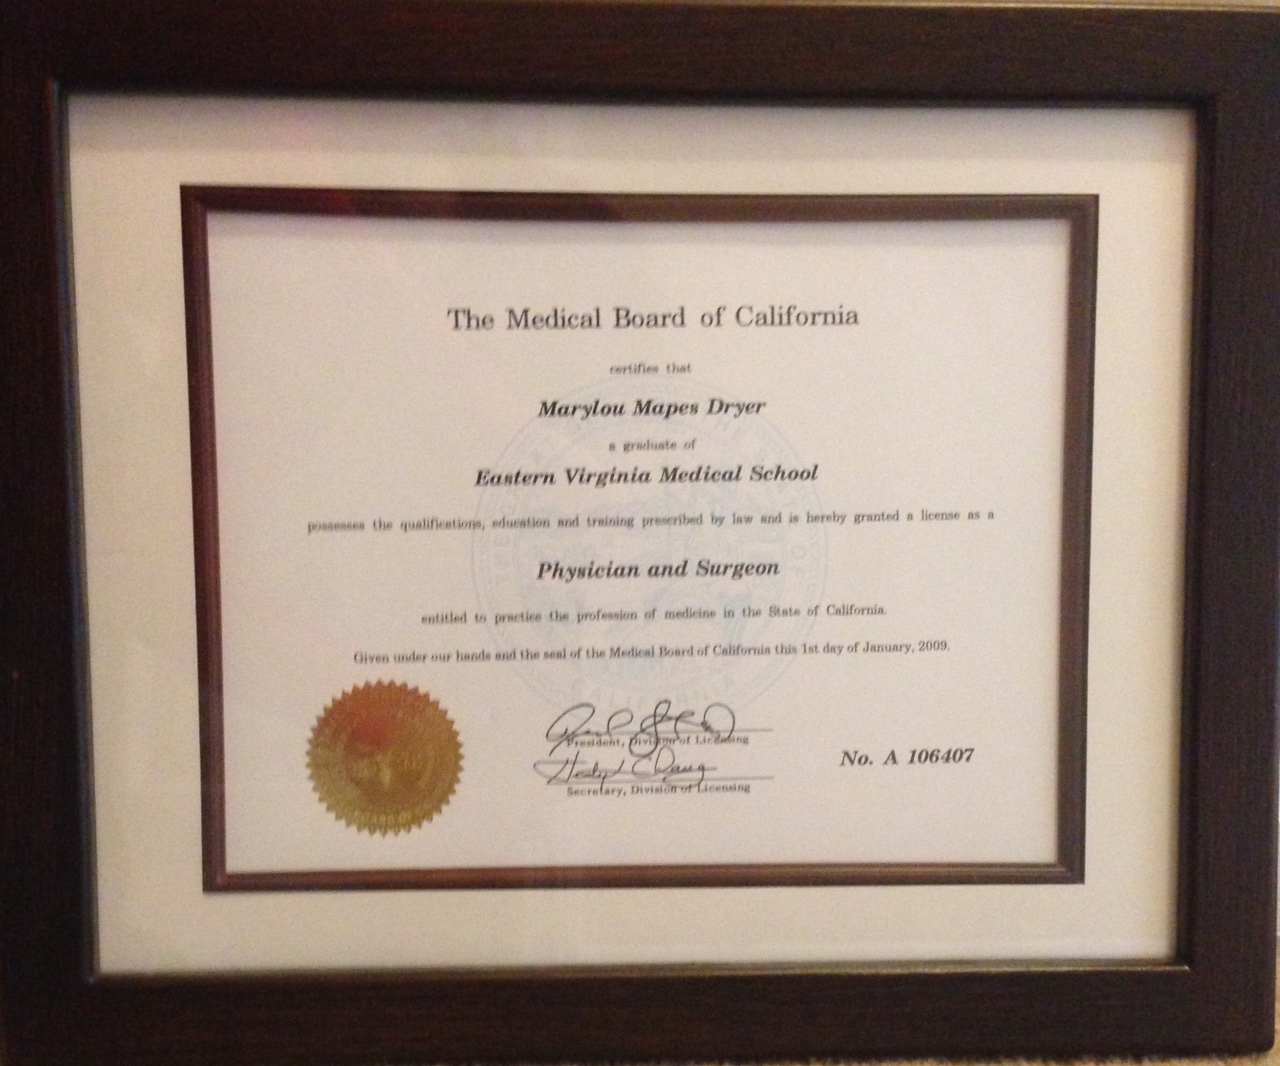 The Medical Board of California
certifies that
Marylou Mapes Dryer
a graduate of
Eastern Virginia Medical School
possesses the qualifications, education and training prescribed by law and is hereby granted a license as a
Physician and Surgeon
entitled to practice the profession of medicine in the State of California.
Given under our hands and the seal of the Medical Board of California this 1st day of January, 2009.
President, Division of Licensing
Secretary, Division of Licensing
No. A 106407